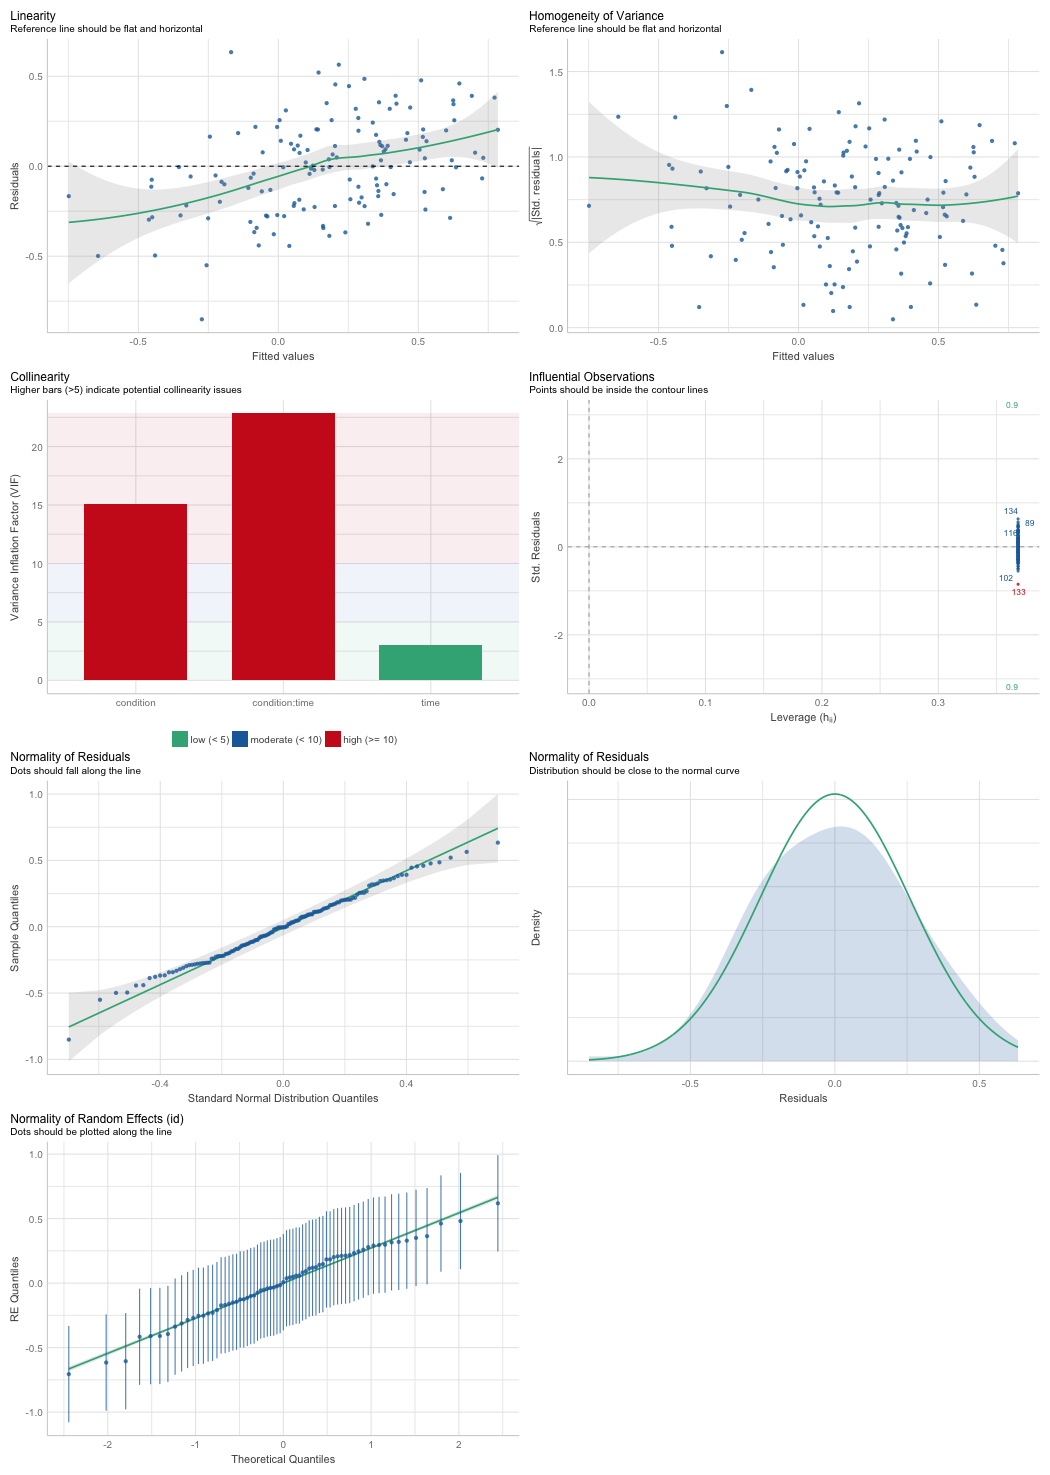 Linearity
Reference line should be flat and horizontal
Residuals
0.5
0.0
-0.5
-0.5
0.0
0.5
Fitted values
Homogeneity of Variance
Reference line should be flat and horizontal
√|Std. residuals|
1.5
1.0
0.5
0.0
-0.5
0.0
0.5
Fitted values
Collinearity
Higher bars (>5) indicate potential collinearity issues
Variance Inflation Factor (VIF)
20
15
10
5
0
condition
condition:time
time
low (< 5)
moderate (< 10)
high (>= 10)
Influential Observations
Points should be inside the contour lines
Std. Residuals
2
0
-2
0.9
134
89
116
102
133
0.9
0.0
0.1
0.2
0.3
Leverage (hᵢᵢ)
Normality of Residuals
Dots should fall along the line
Sample Quantiles
1.0
0.5
0.0
-0.5
-1.0
-0.4
0.0
0.4
Standard Normal Distribution Quantiles
Normality of Residuals
Distribution should be close to the normal curve
Density
-0.5
0.0
0.5
Residuals
Normality of Random Effects (id)
Dots should be plotted along the line
RE Quantiles
1.0
0.5
0.0
-0.5
-1.0
-2
-1
0
1
2
Theoretical Quantiles